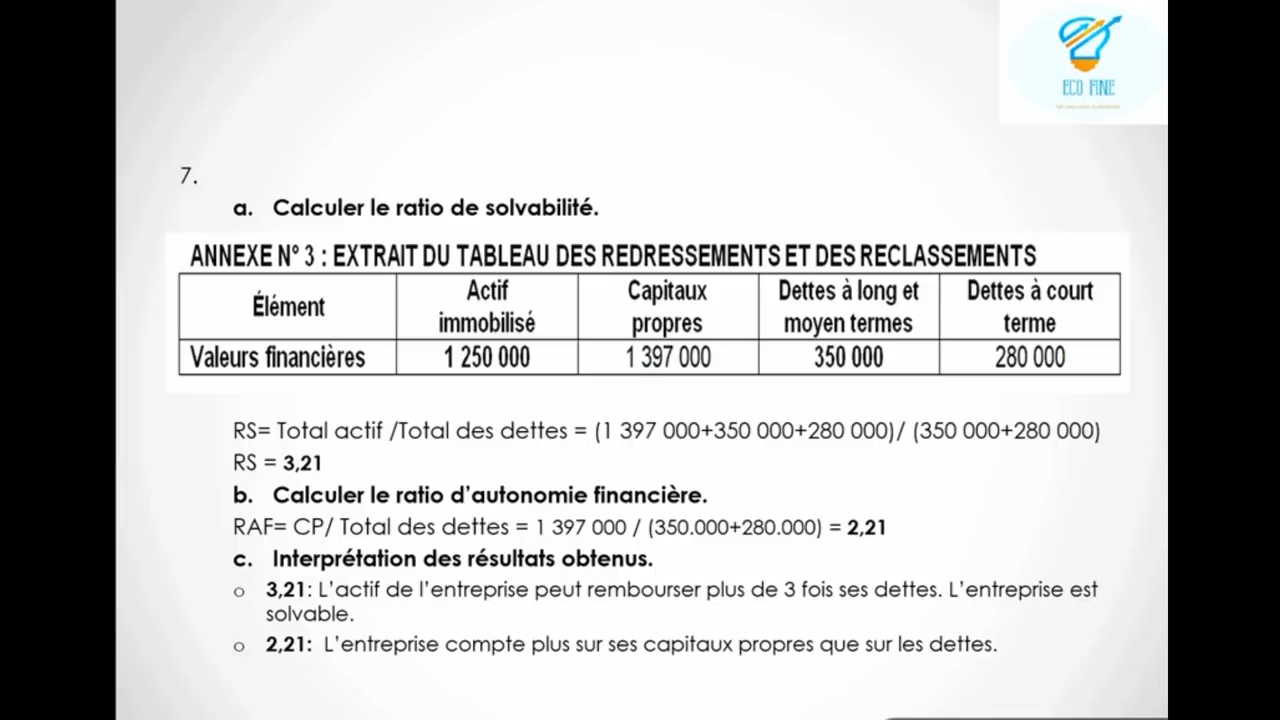 ECO FINE
7.
a. Calculer le ratio de solvabilité.
ANNEXE N° 3 : EXTRAIT DU TABLEAU DES REDRESSEMENTS ET DES RECLASSEMENTS
Élément
Actif immobilisé
Capitaux propres
Dettes à long et moyen termes
Dettes à court terme
Valeurs financières 1 250 000 1 397 000 350 000 280 000
RS= Total actif /Total des dettes = (1 397 000+350 000+280 000)/ (350 000+280 000)
RS = 3,21
b. Calculer le ratio d’autonomie financière.
RAF= CP/ Total des dettes = 1 397 000 / (350.000+280.000) = 2,21
c. Interprétation des résultats obtenus.
o 3,21: L’actif de l’entreprise peut rembourser plus de 3 fois ses dettes. L’entreprise est
solvable.
o 2,21: L’entreprise compte plus sur ses capitaux propres que sur les dettes.